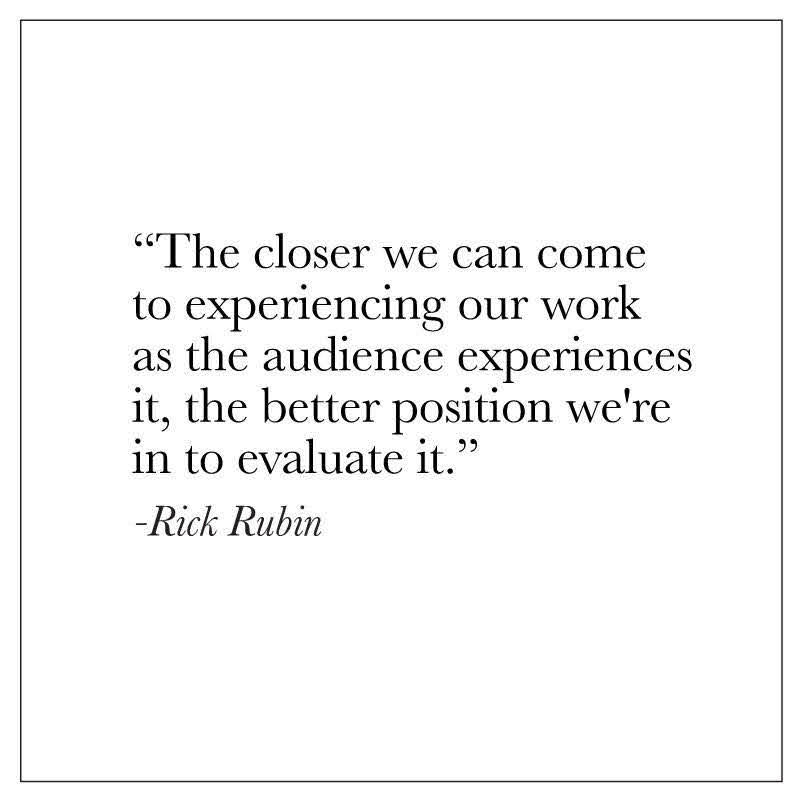 “The closer we can come
to experiencing our work
as the audience experiences
it, the better position we're
in to evaluate it.”
-Rick Rubin